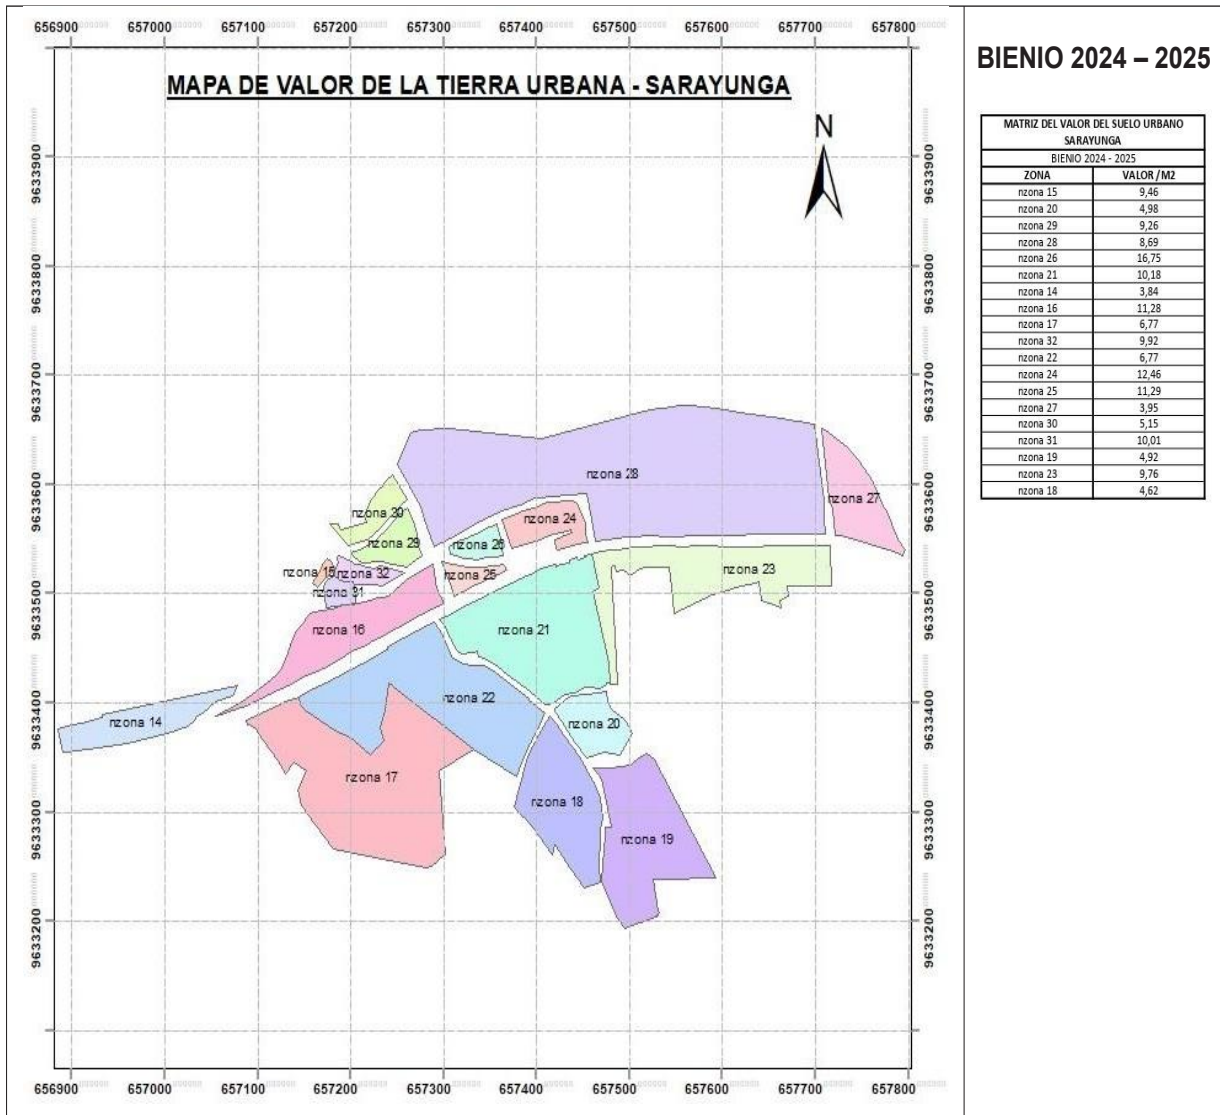 656900 657000 657100 657200 657300 657400 657500 657600 657700 657800
BIENIO 2024 – 2025
MAPA DE VALOR DE LA TIERRA URBANA - SARAYUNGA
N
9633900 9633900
9633800 9633800
9633700 9633700
9633600 9633600
9633500 9633500
9633400 9633400
9633300 9633300
9633200 9633200
nzona 28
nzona 27
nzona 30
nzona 24
nzona 29
nzona 26
nzona 15
nzona 32
nzona 25
nzona 23
nzona 31
nzona 16
nzona 21
nzona 22
nzona 14
nzona 20
nzona 17
nzona 18
nzona 19
656900 657000 657100 657200 657300 657400 657500 657600 657700 657800
MATRIZ DEL VALOR DEL SUELO URBANO
SARAYUNGA
BIENIO 2024 - 2025
ZONA VALOR / M2
nzona 15 9,46
nzona 20 4,98
nzona 29 9,26
nzona 28 8,69
nzona 26 16,75
nzona 21 10,18
nzona 14 3,84
nzona 16 11,28
nzona 17 6,77
nzona 32 9,92
nzona 22 6,77
nzona 24 12,46
nzona 25 11,29
nzona 27 3,95
nzona 30 5,15
nzona 31 10,01
nzona 19 4,92
nzona 23 9,76
nzona 18 4,62